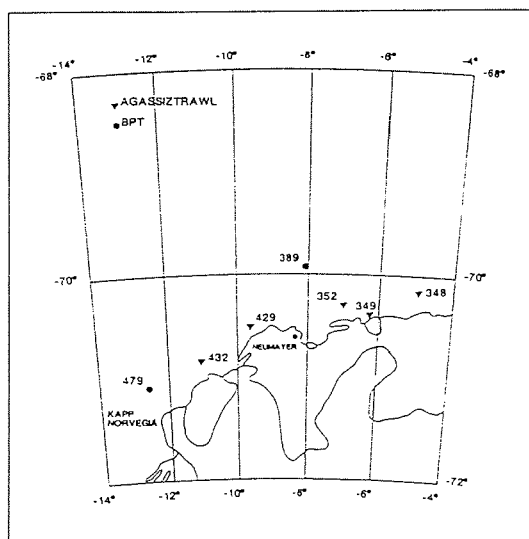 -14° -12° -10° -8° -6° -4°
-68° -68°
AGASSIZTRAWL
BPT
389
-70° -70°
352 349 348
429
NEUMAYER
432
479
KAPP
NORVEGIA
-72°
-14° -12° -10° -8° -6° -4°